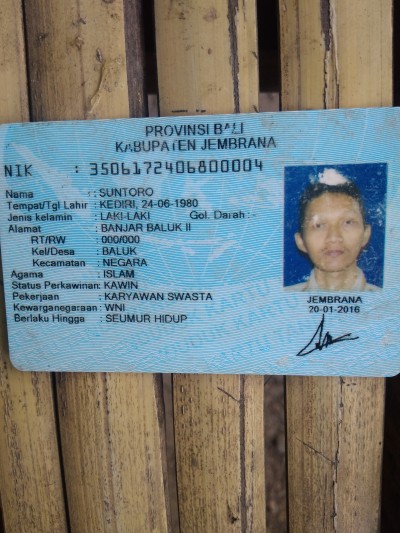 PROVINSI BALI
KABUPATEN JEMBRANA
NIK : 3506172406800004
Nama : SUNTORO
Tempat/Tgl Lahir : KEDIRI, 24-06-1980
Jenis kelamin : LAKI-LAKI Gol. Darah :-
Alamat : BANJAR BALUK II
RT/RW : 000/000
Kel/Desa : BALUK
Kecamatan : NEGARA
Agama : ISLAM
Status Perkawinan: KAWIN
Pekerjaan : KARYAWAN SWASTA
Kewarganegaraan: WNI
Berlaku Hingga : SEUMUR HIDUP
JEMBRANA
20-01-2016